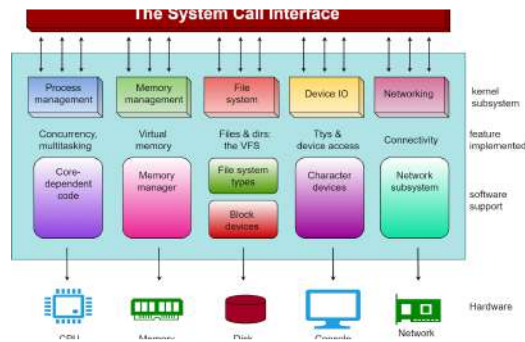 The System Call Interface
Process
management
Memory
management
File
system
Device IO
Networking
kernel
subsystem
Concurrency,
multitasking
Virtual
memory
Files & dirs:
the VFS
Ttys &
device access
Connectivity
feature
implemented
Core-
dependent
code
Memory
manager
File system
types
Block
devices
Character
devices
Network
subsystem
software
support
Hardware
CPU
Memory
Disk
Console
Network